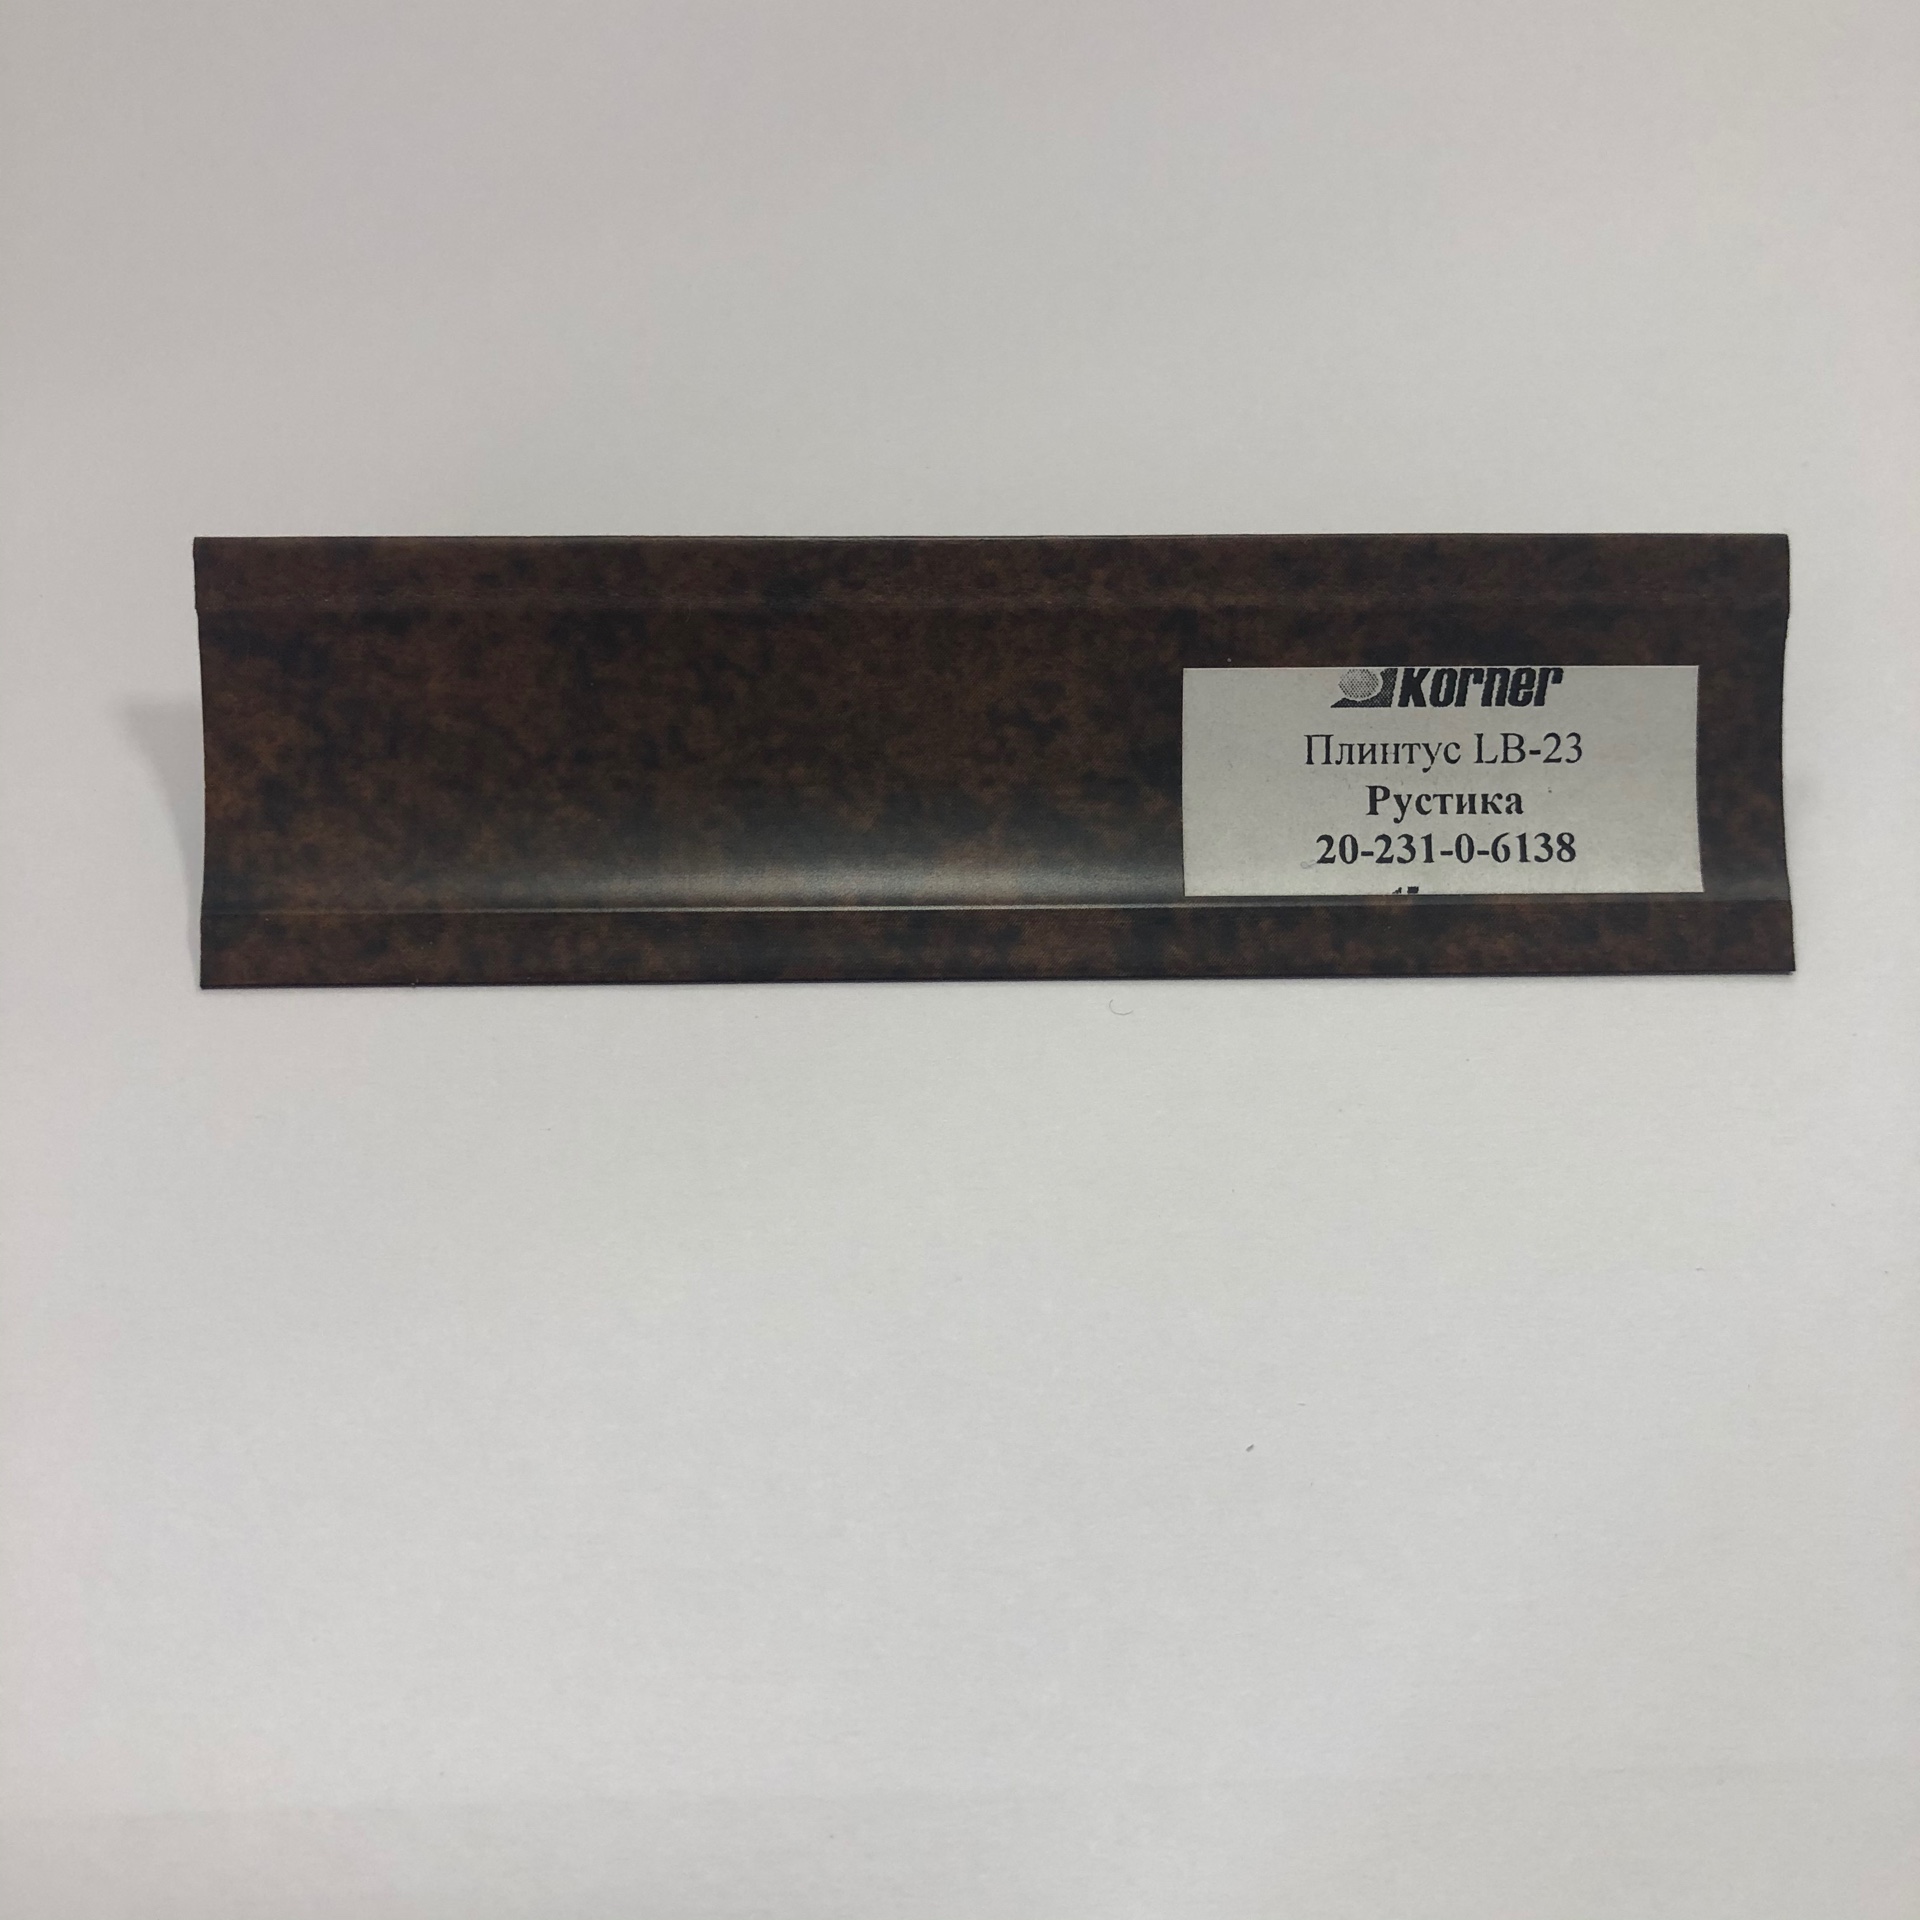 korner
Плинтус LB-23
Рустика
20-231-0-6138